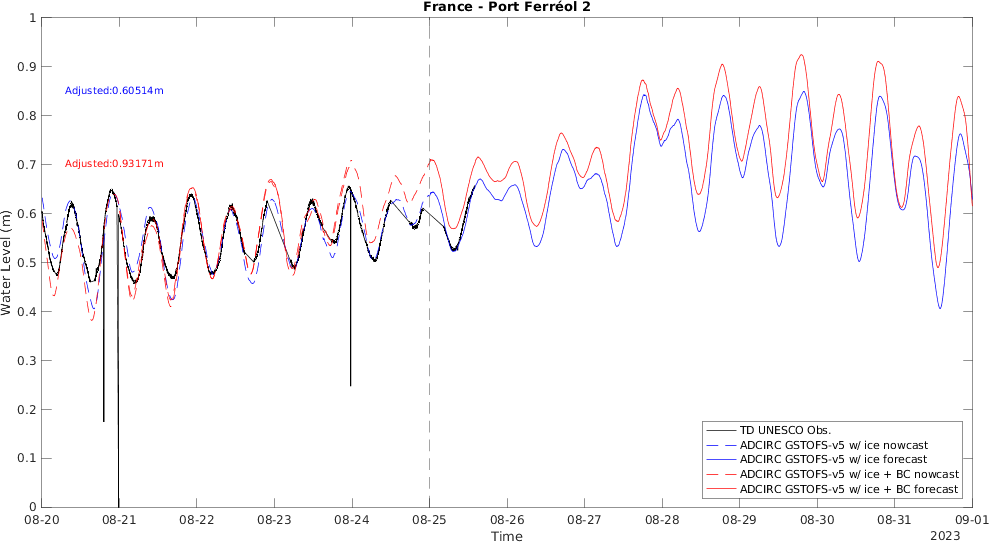 France - Port Ferréol 2
Water Level (m)
1
0.9
0.8
0.7
0.6
0.5
0.4
0.3
0.2
0.1
0
Adjusted:0.60514m
Adjusted:0.93171m
TD UNESCO Obs.
ADCIRC GSTOFS-v5 w/ ice nowcast
ADCIRC GSTOFS-v5 w/ ice forecast
ADCIRC GSTOFS-v5 w/ ice + BC nowcast
ADCIRC GSTOFS-v5 w/ ice + BC forecast
08-20 08-21 08-22 08-23 08-24 08-25 08-26 08-27 08-28 08-29 08-30 08-31 09-01
Time
2023